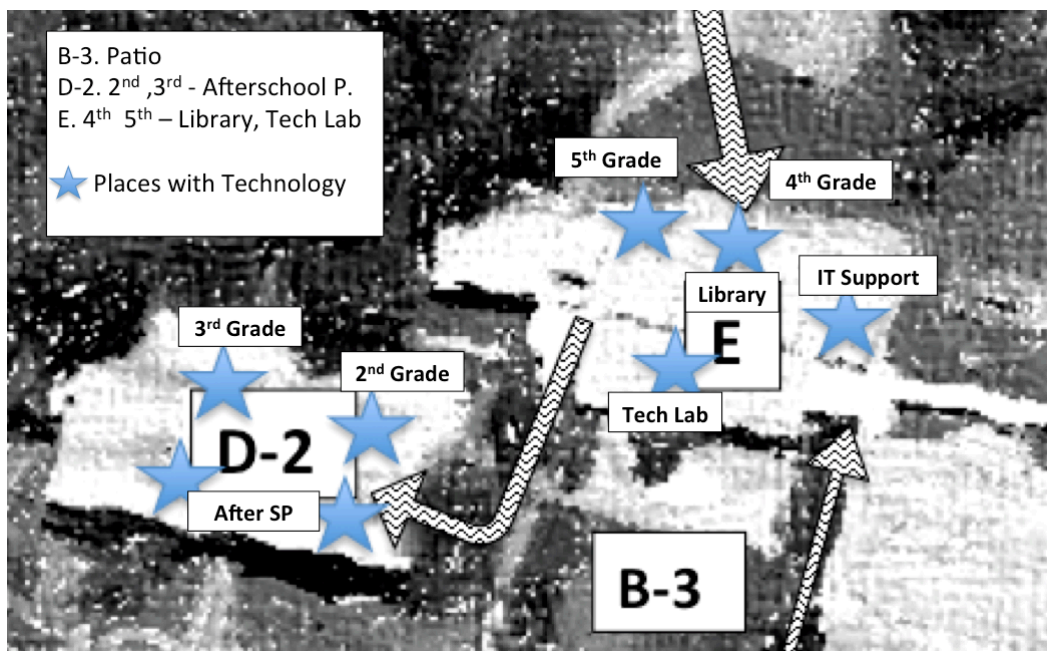 B-3. Patio
D-2. 2nd ,3rd - Afterschool P.
E. 4th 5th – Library, Tech Lab
Places with Technology
5th Grade
4th Grade
Library
IT Support
E
Tech Lab
3rd Grade
2nd Grade
D-2
After SP
B-3